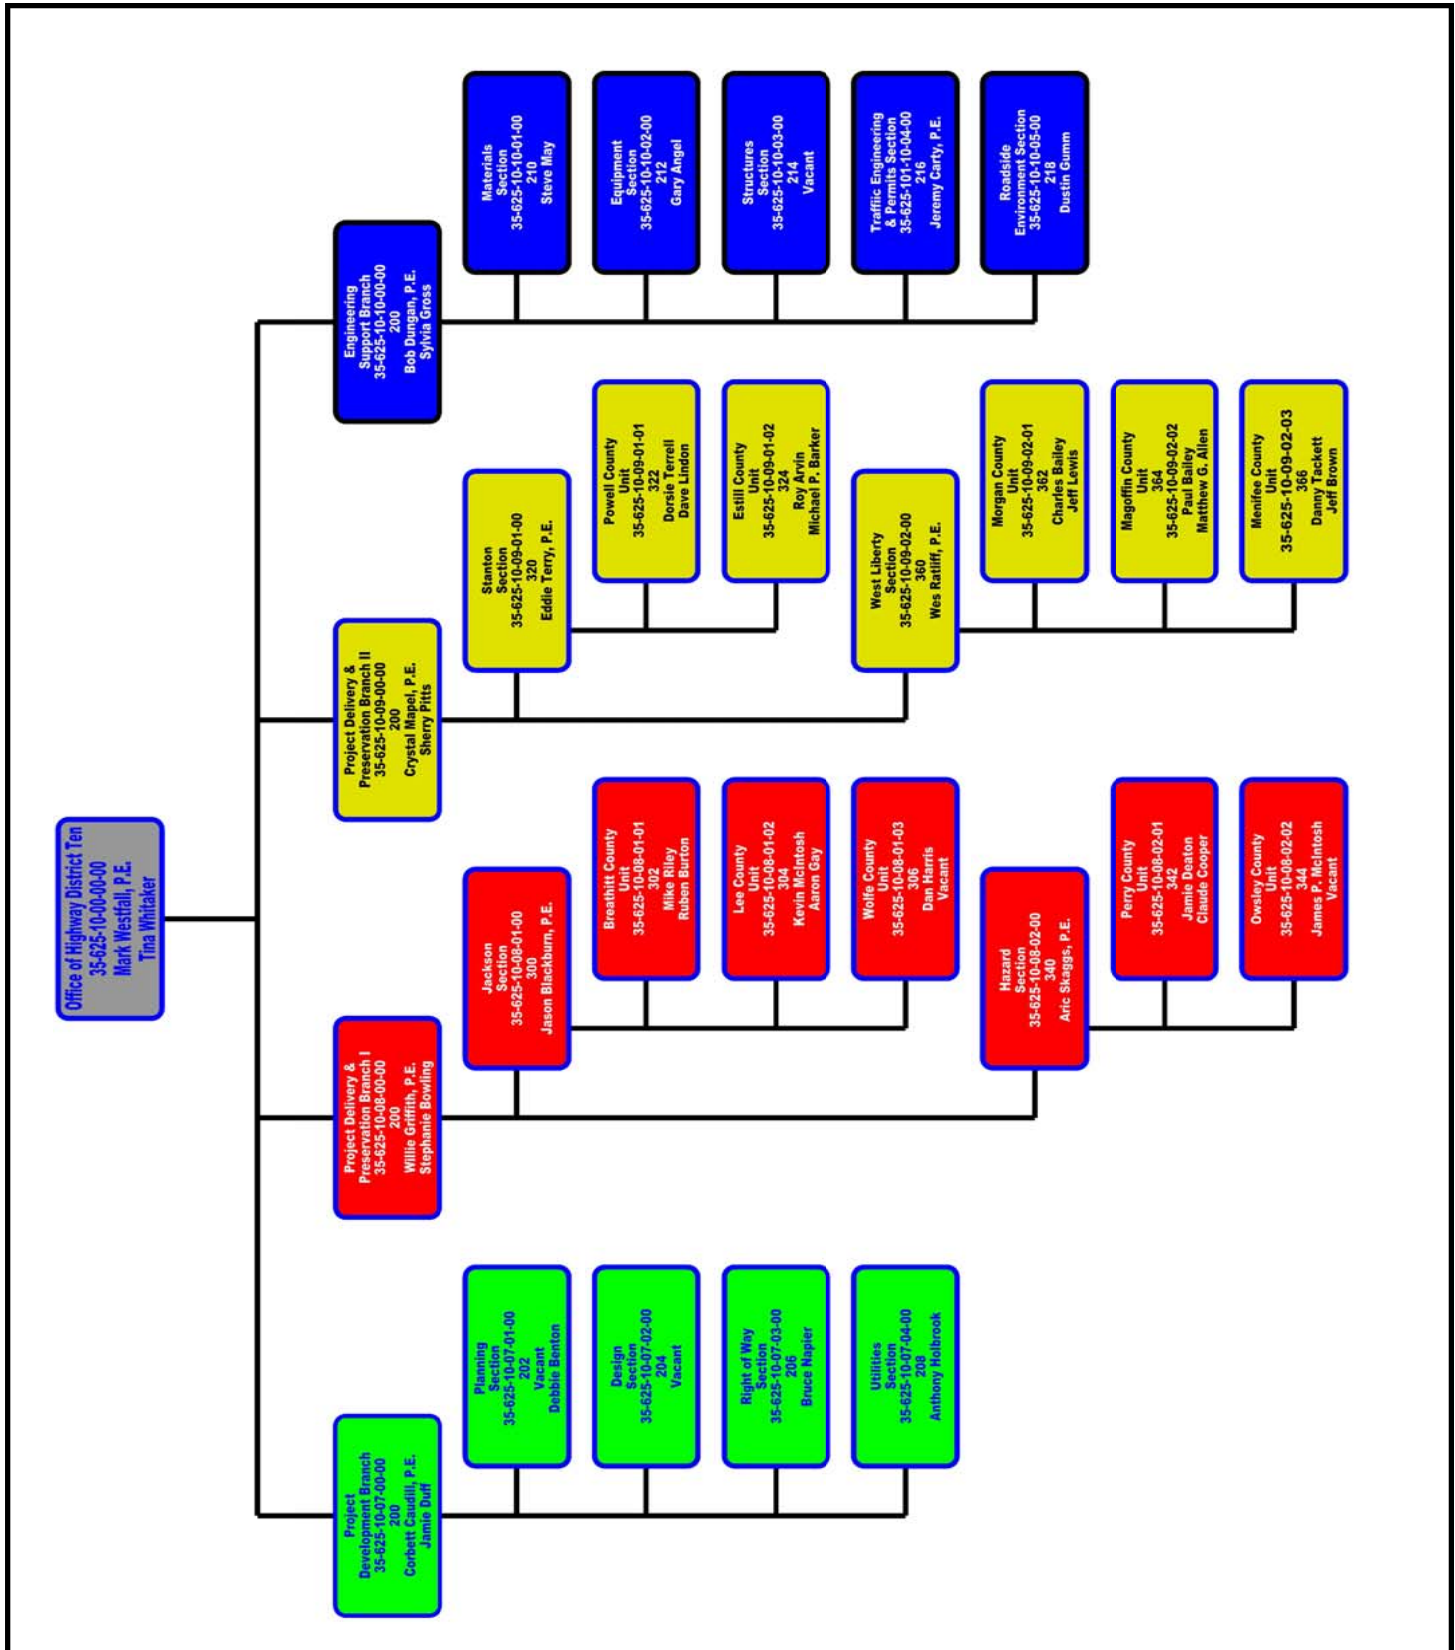 Office of Highway District Ten
35-625-10-00-00-00
Mark Westfall, P.E.
Tina Whitaker
Project
Development Branch
35-625-10-07-00-00
200
Corbett Caudill, P.E.
Jamie Duff
Planning
Section
35-625-10-07-01-00
202
Vacant
Debbie Benton
Design
Section
35-625-10-07-02-00
204
Vacant
Right of Way
Section
35-625-10-07-03-00
206
Bruce Napier
Utilities
Section
35-625-10-07-04-00
208
Anthony Holbrook
Project Delivery &
Preservation Branch I
35-625-10-08-00-00
200
Willie Griffith, P.E.
Stephanie Bowling
Jackson
Section
35-625-10-08-01-00
300
Jason Blackburn, P.E.
Breathitt County
Unit
35-625-10-08-01-01
302
Mike Riley
Ruben Burton
Lee County
Unit
35-625-10-08-01-02
304
Kevin McIntosh
Aaron Gay
Wolfe County
Unit
35-625-10-08-01-03
306
Dan Harris
Vacant
Hazard
Section
35-625-10-08-02-00
340
Aric Skaggs, P.E.
Perry County
Unit
35-625-10-08-02-01
342
Jamie Deaton
Claude Cooper
Owsley County
Unit
35-625-10-08-02-02
344
James P. McIntosh
Vacant
Project Delivery &
Preservation Branch II
35-625-10-09-00-00
200
Crystal Mapel, P.E.
Sherry Pitts
Stanton
Section
35-625-10-09-01-00
320
Eddie Terry, P.E.
Powell County
Unit
35-625-10-09-01-01
322
Dorsie Terrell
Dave Lindon
Estill County
Unit
35-625-10-09-01-02
324
Roy Arvin
Michael P. Barker
West Liberty
Section
35-625-10-09-02-00
360
Wes Ratliff, P.E.
Morgan County
Unit
35-625-10-09-02-01
362
Charles Bailey
Jeff Lewis
Magoffin County
Unit
35-625-10-09-02-02
364
Paul Bailey
Matthew G. Allen
Menifee County
Unit
35-625-10-09-02-03
366
Danny Tackett
Jeff Brown
Engineering
Support Branch
35-625-10-10-00-00
200
Bob Dungan, P.E.
Sylvia Gross
Materials
Section
35-625-10-10-01-00
210
Steve May
Equipment
Section
35-625-10-10-02-00
212
Gary Angel
Structures
Section
35-625-10-10-03-00
214
Vacant
Traffiic Engineering
& Permits Section
35-625-101-10-04-00
216
Jeremy Carty, P.E.
Roadside
Environment Section
35-625-10-10-05-00
218
Dustin Gumm